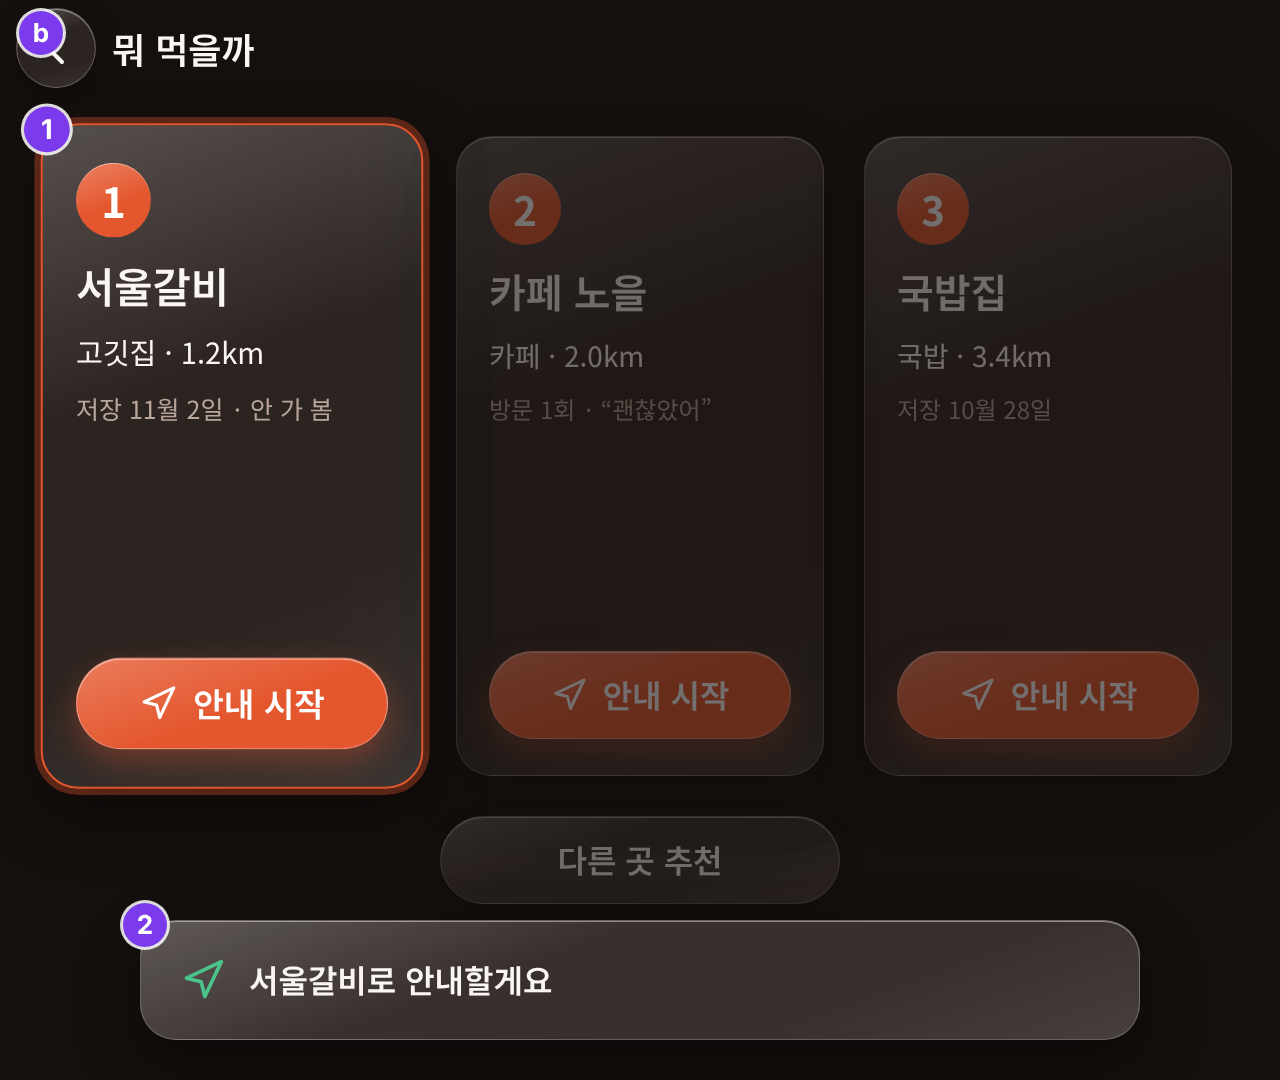 b
뭐 먹을까
1
1
서울갈비
고깃집 · 1.2km
저장 11월 2일 · 안 가 봄
안내 시작
2
카페 노을
카페 · 2.0km
방문 1회 · “괜찮았어”
안내 시작
3
국밥집
국밥 · 3.4km
저장 10월 28일
안내 시작
다른 곳 추천
2
서울갈비로 안내할게요